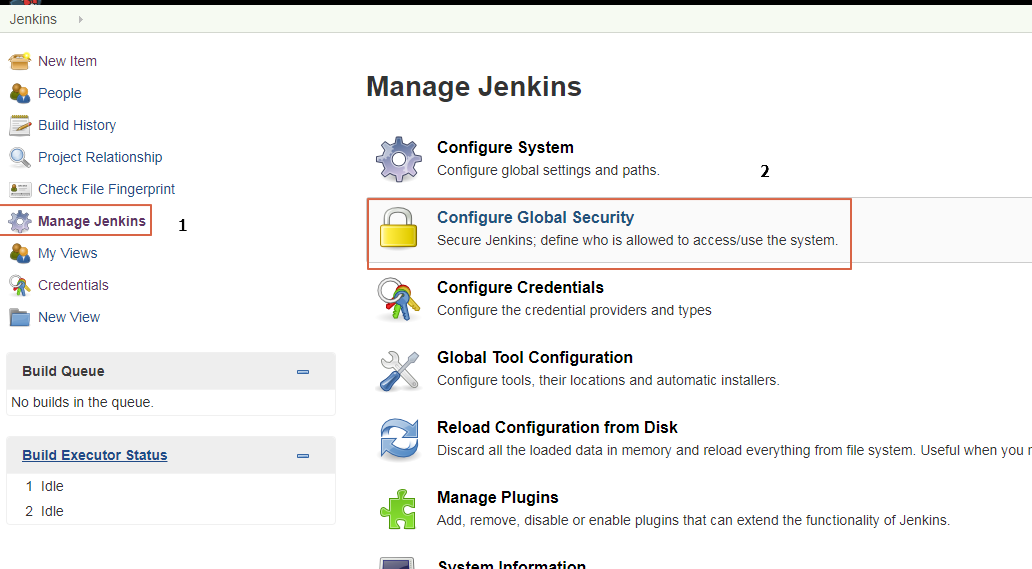 Jenkins
New Item
People
Build History
Project Relationship
Check File Fingerprint
Manage Jenkins
1
My Views
Credentials
New View
Build Queue
No builds in the queue.
Build Executor Status
1 Idle
2 Idle
Manage Jenkins
Configure System
Configure global settings and paths.
2
Configure Global Security
Secure Jenkins; define who is allowed to access/use the system.
Configure Credentials
Configure the credential providers and types
Global Tool Configuration
Configure tools, their locations and automatic installers.
Reload Configuration from Disk
Discard all the loaded data in memory and reload everything from file system. Useful when you
Manage Plugins
Add, remove, disable or enable plugins that can extend the functionality of Jenkins.
System Information